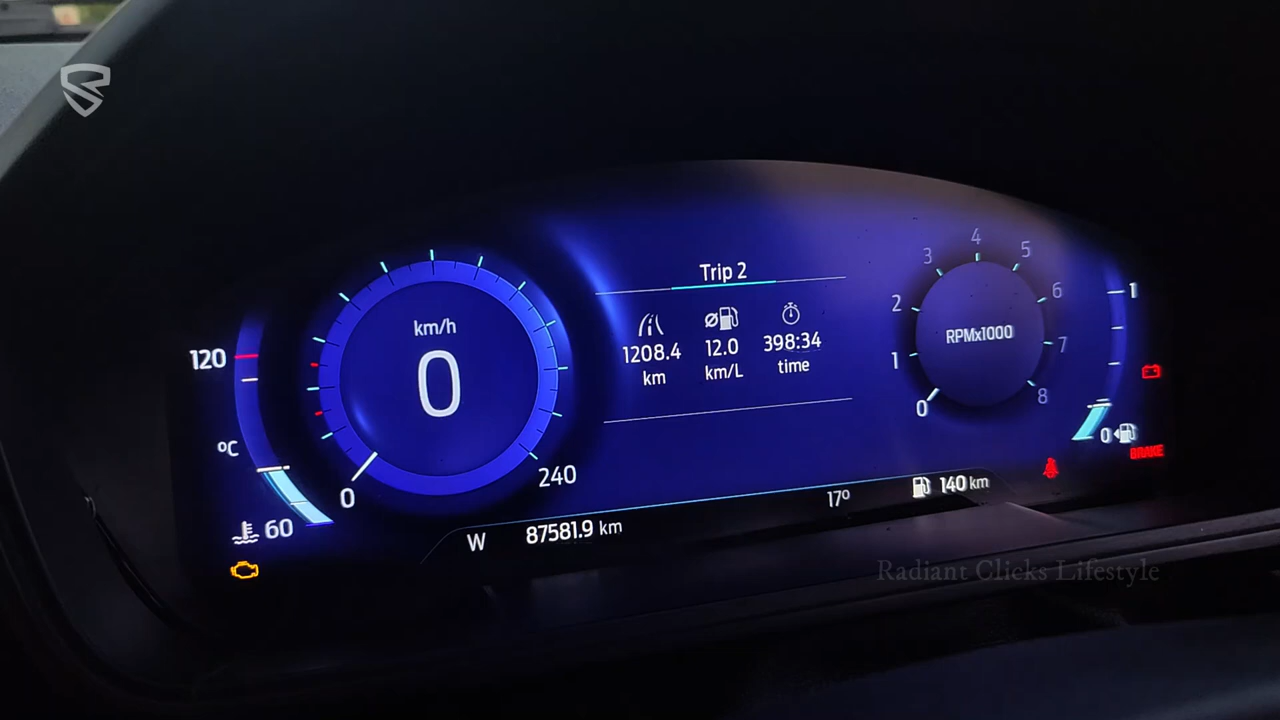 120
ºC
60
km/h
0
0
240
Trip 2
1208.4 12.0 398:34
km km/L time
W 87581.9 km
17º
140 km
RPMx1000
0
1
2
3
4
5
6
7
8
1
0
BRAKE
Radiant Clicks Lifestyle